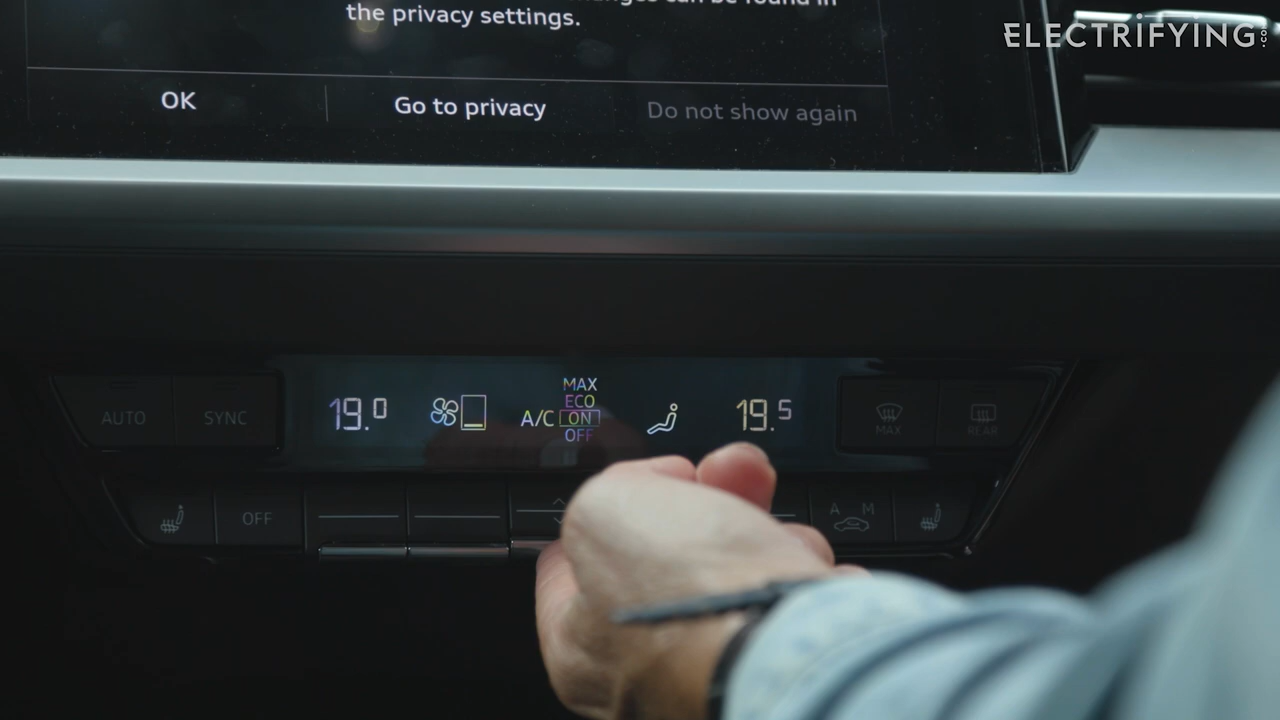 the privacy settings.
ELECTRIFYING.co
OK
Go to privacy
Do not show again
MAX
ECO
A/C ON
OFF
19.0
19.5
AUTO
SYNC
MAX
REAR
OFF
A M